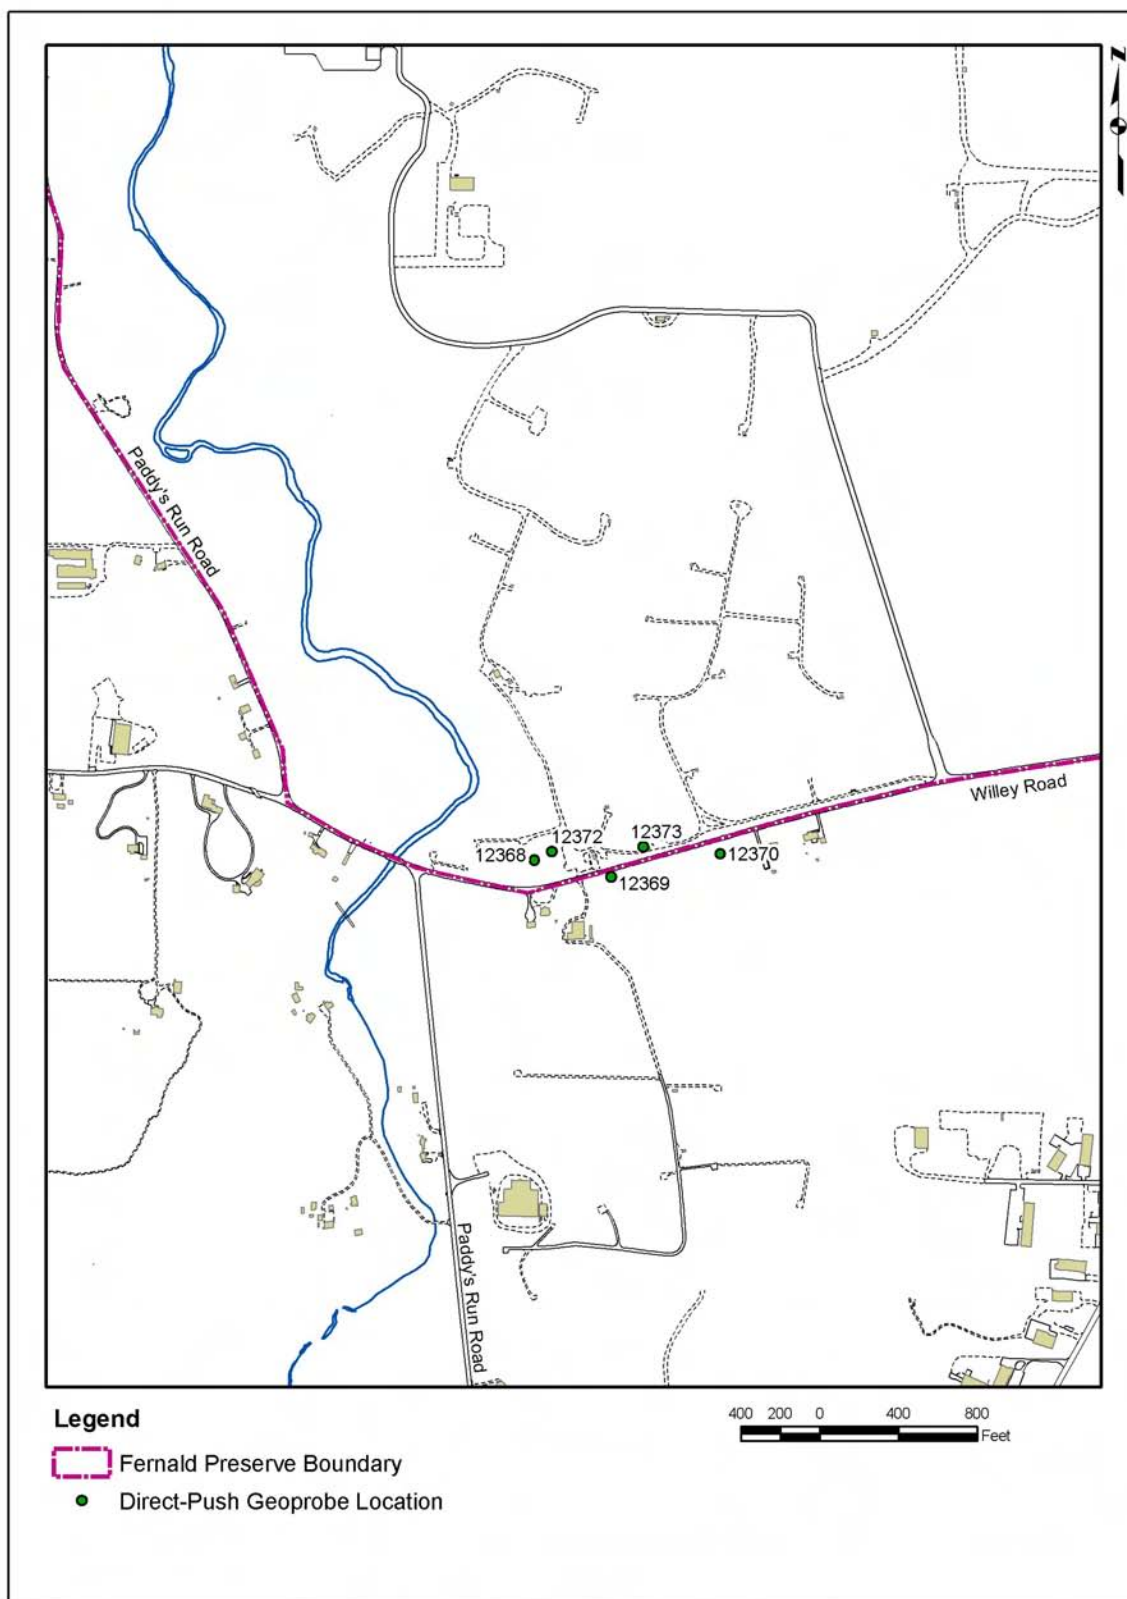 Z
Paddy's Run Road
Willey Road
12372
12373
12368
12370
12369
Paddy's Run Road
Legend
400 200 0 400 800
Feet
Fernald Preserve Boundary
Direct-Push Geoprobe Location